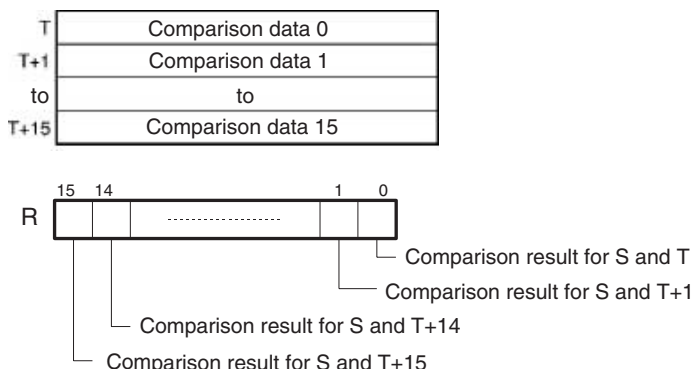 T Comparison data 0
T+1 Comparison data 1
to to
T+15 Comparison data 15
15 14 1 0
R
Comparison result for S and T
Comparison result for S and T+1
Comparison result for S and T+14
Comparison result for S and T+15